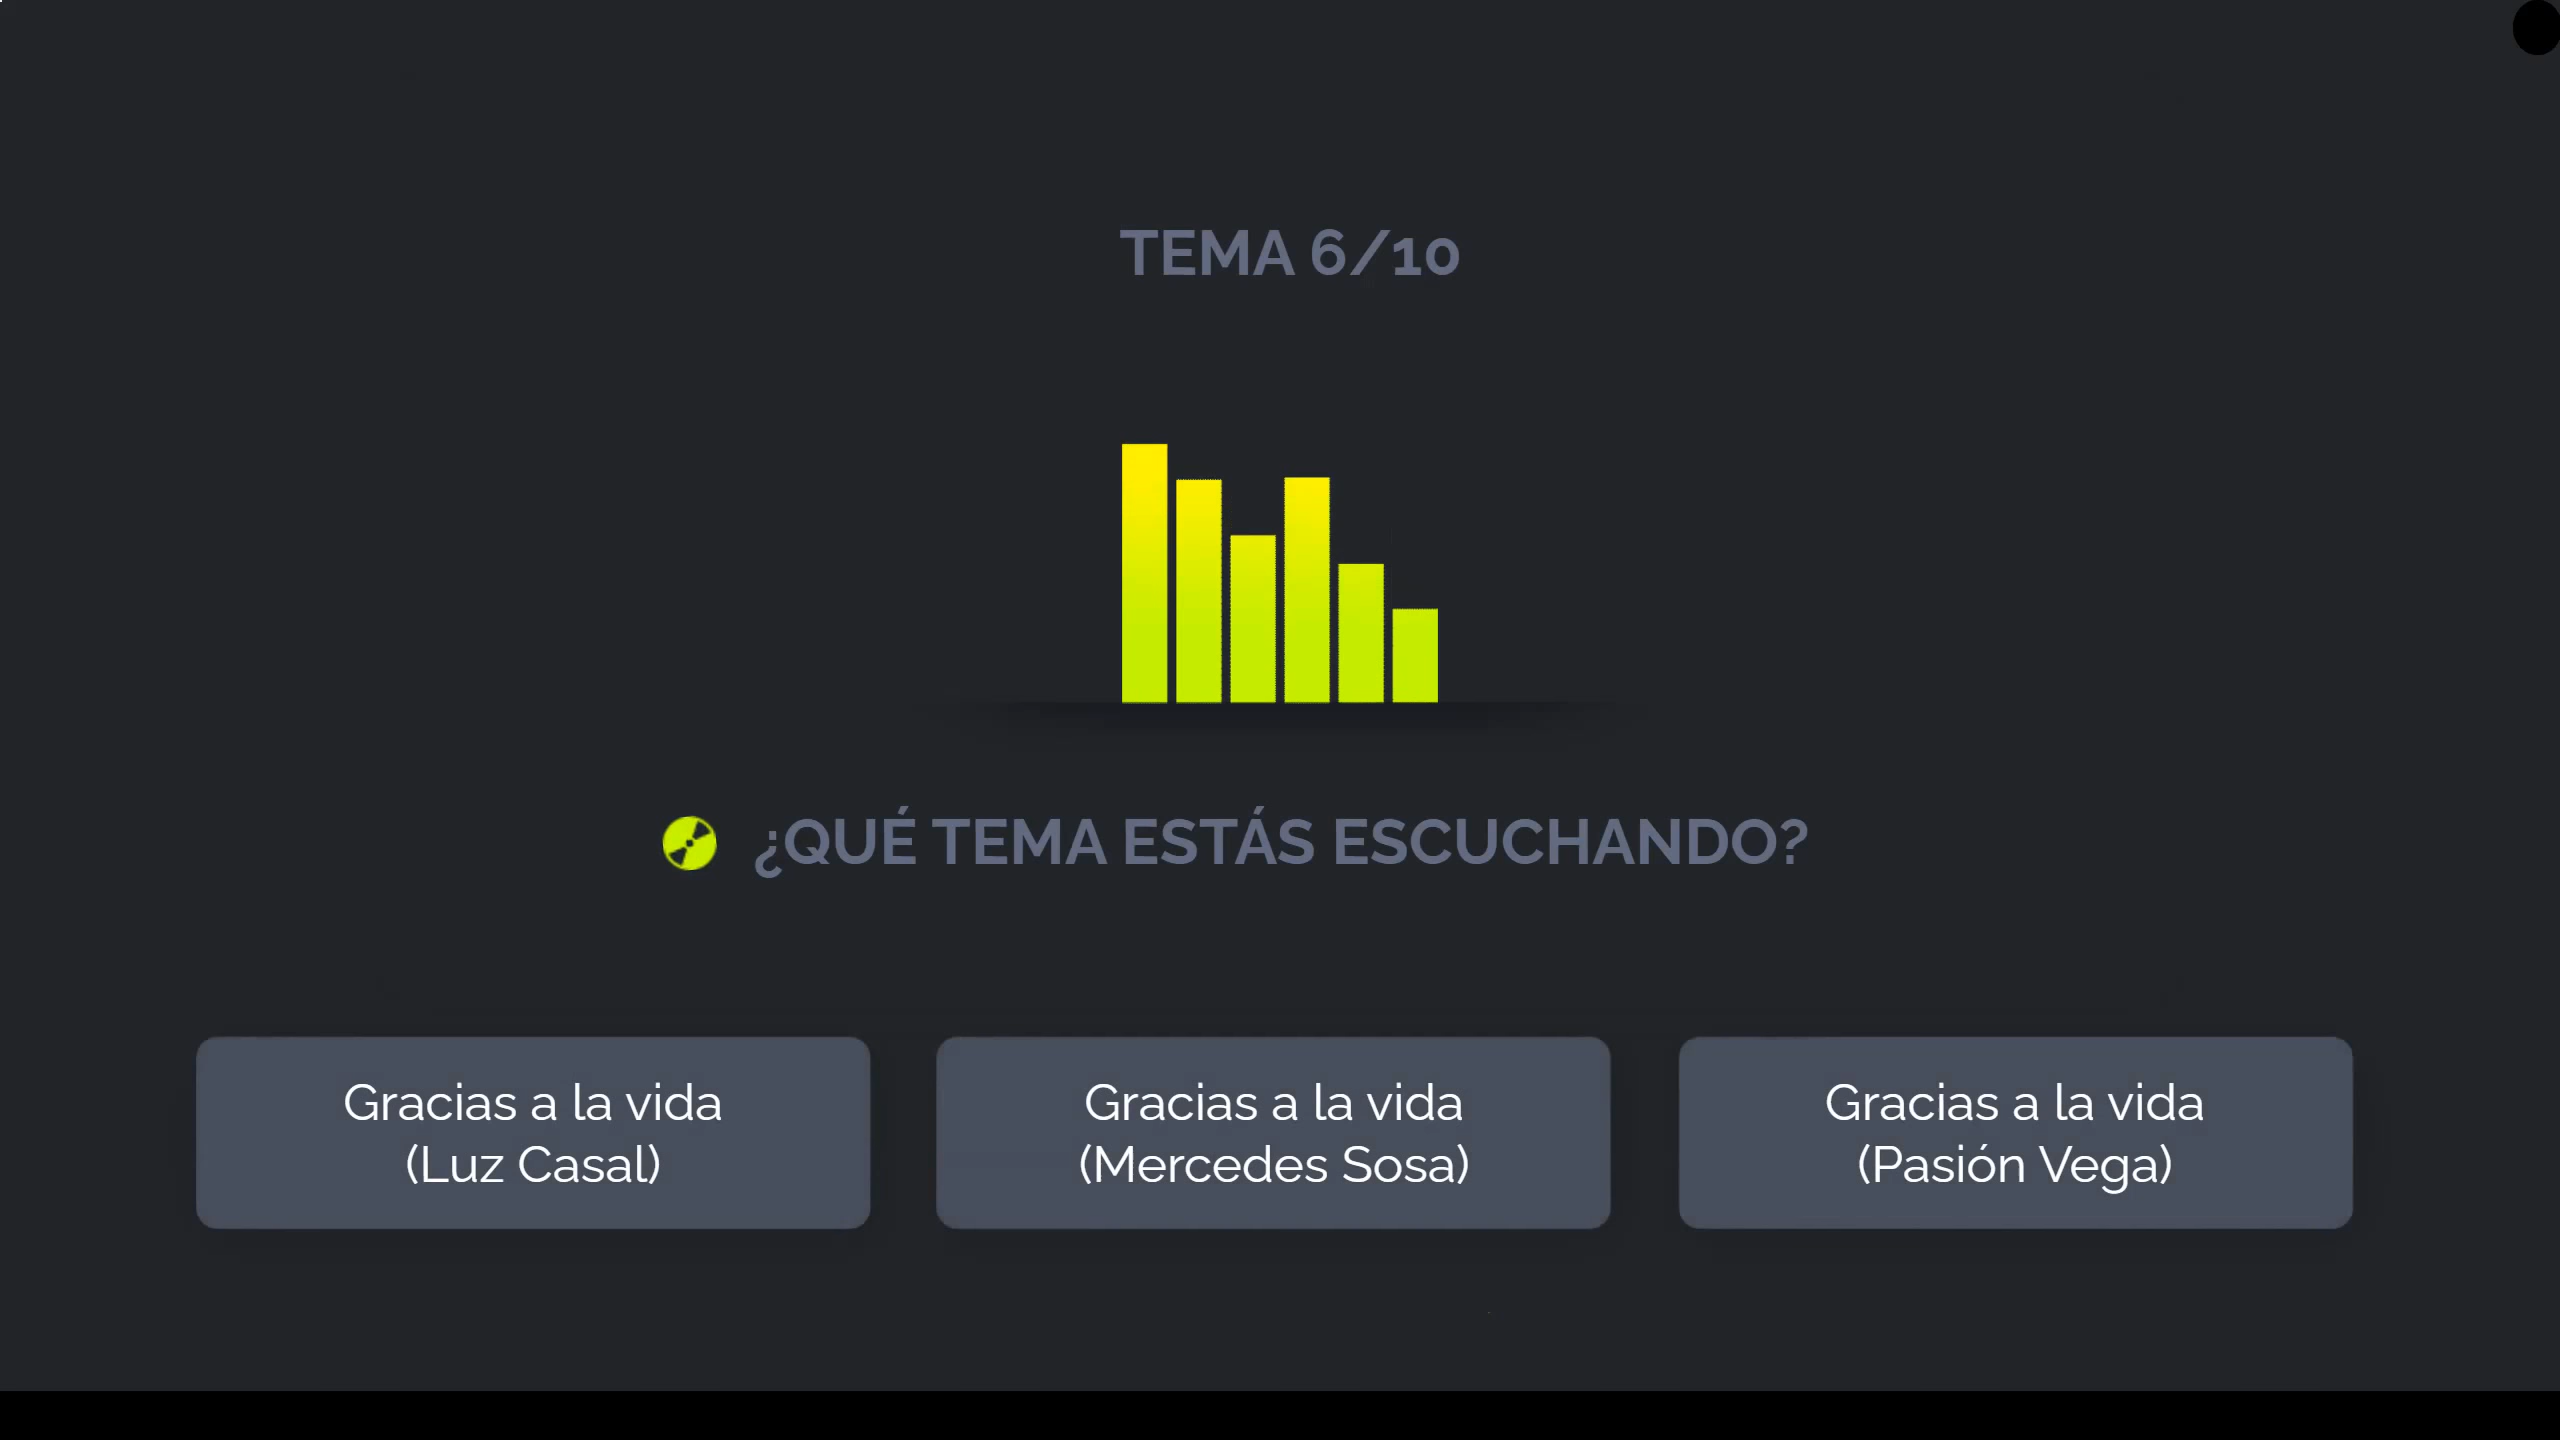 TEMA 6/10
¿QUÉ TEMA ESTÁS ESCUCHANDO?
Gracias a la vida
(Luz Casal)
Gracias a la vida
(Mercedes Sosa)
Gracias a la vida
(Pasión Vega)